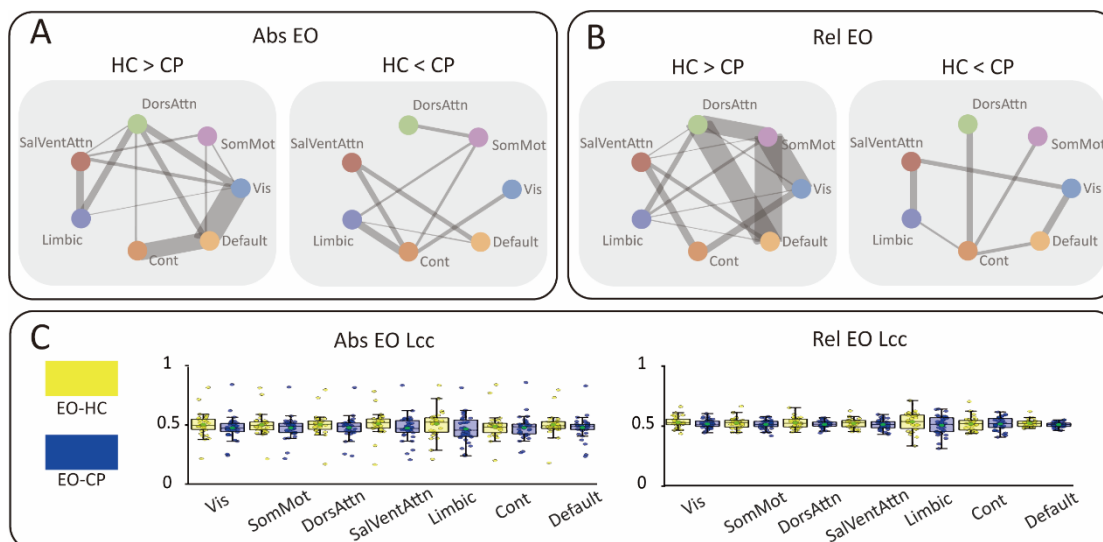 A
Abs EO
HC > CP
DorsAttn
SalVentAttn
SomMot
Vis
Limbic
Default
Cont
HC < CP
DorsAttn
SalVentAttn
SomMot
Vis
Limbic
Default
Cont
B
Rel EO
HC > CP
DorsAttn
SalVentAttn
SomMot
Vis
Limbic
Default
Cont
HC < CP
DorsAttn
SalVentAttn
SomMot
Vis
Limbic
Default
Cont
C
EO-HC
EO-CP
Abs EO Lcc
1
0.5
0
Vis
SomMot
DorsAttn
SalVentAttn
Limbic
Cont
Default
Rel EO Lcc
1
0.5
0
Vis
SomMot
DorsAttn
SalVentAttn
Limbic
Cont
Default